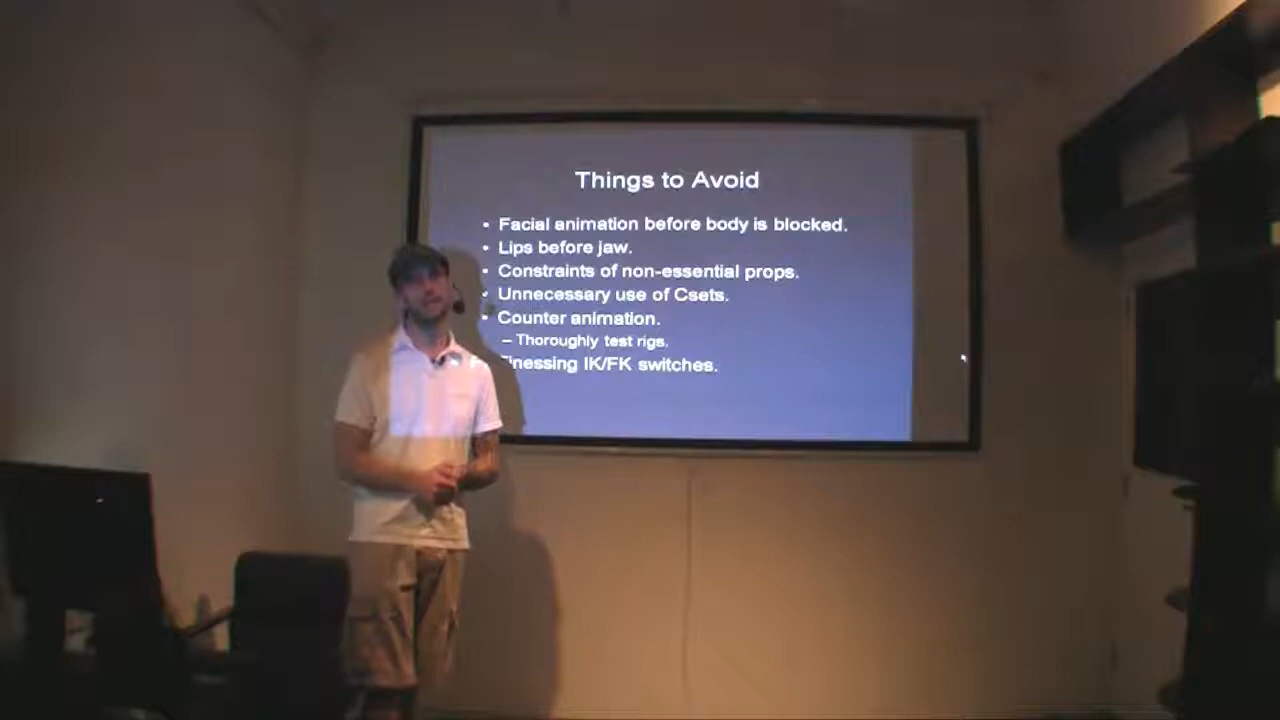 Things to Avoid
• Facial animation before body is blocked.
• Lips before jaw.
• Constraints of non-essential props.
• Unnecessary use of Csets.
• Counter animation.
– Thoroughly test rigs.
• Finessing IK/FK switches.